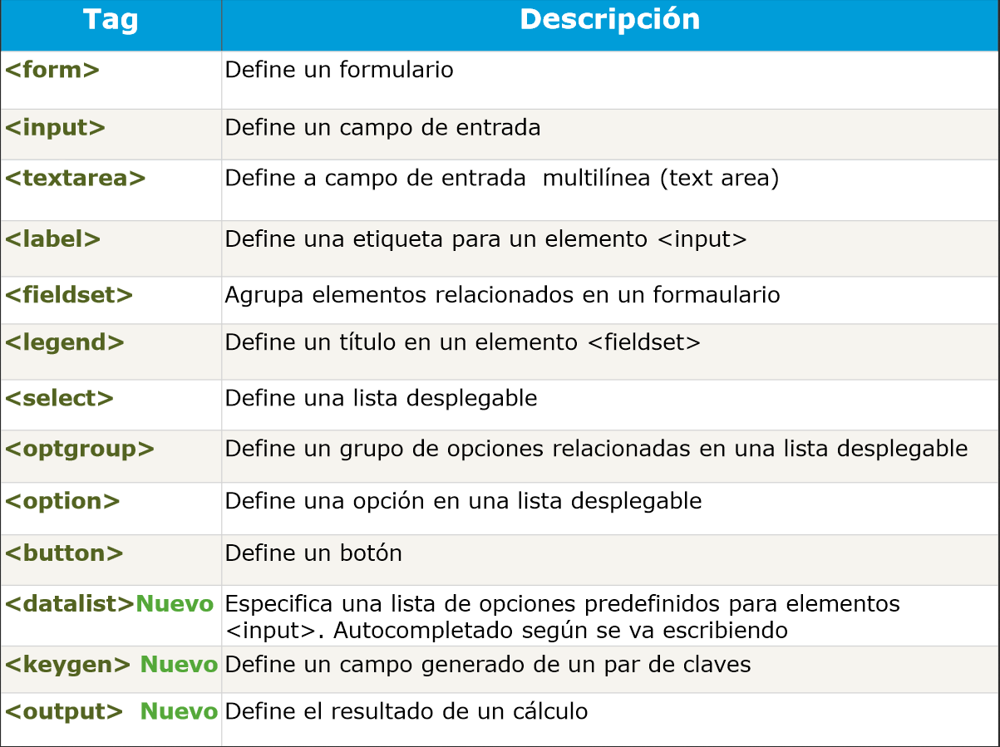 Tag Descripción
<form> Define un formulario
<input> Define un campo de entrada
<textarea> Define a campo de entrada  multilínea (text area)
<label> Define una etiqueta para un elemento <input>
<fieldset> Agrupa elementos relacionados en un formaulario
<legend> Define un título en un elemento <fieldset>
<select> Define una lista desplegable
<optgroup> Define un grupo de opciones relacionadas en una lista desplegable
<option> Define una opción en una lista desplegable
<button> Define un botón
<datalist>Nuevo Especifica una lista de opciones predefinidos para elementos
<input>. Autocompletado según se va escribiendo
<keygen> Nuevo Define un campo generado de un par de claves
<output>  Nuevo Define el resultado de un cálculo